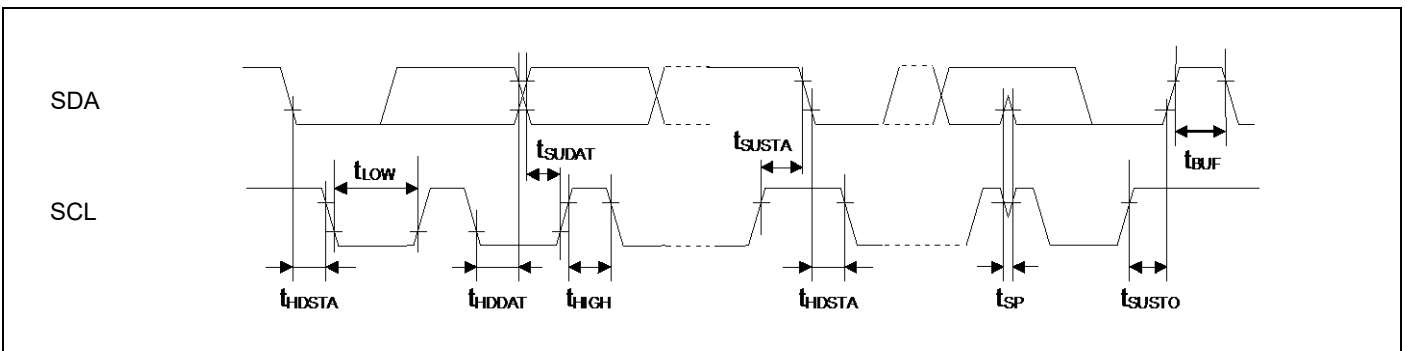 SDA
tSUDAT
tSUSTA
tBUF
tLOW
SCL
tHDSTA
tHDDAT
tHIGH
tHDSTA
tSP
tSUSTO